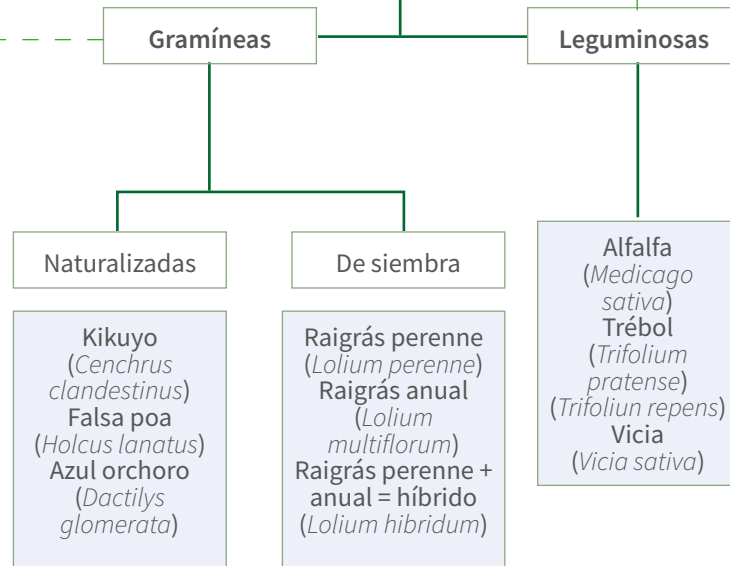 Gramíneas
Leguminosas
Naturalizadas
De siembra
Kikuyo
(Cenchrus
clandestinus)
Falsa poa
(Holcus lanatus)
Azul orchoro
(Dactilys
glomerata)
Raigrás perenne
(Lolium perenne)
Raigrás anual
(Lolium
multiflorum)
Raigrás perenne +
anual = híbrido
(Lolium hibridum)
Alfalfa
(Medicago
sativa)
Trébol
(Trifolium
pratense)
(Trifoliun repens)
Vicia
(Vicia sativa)